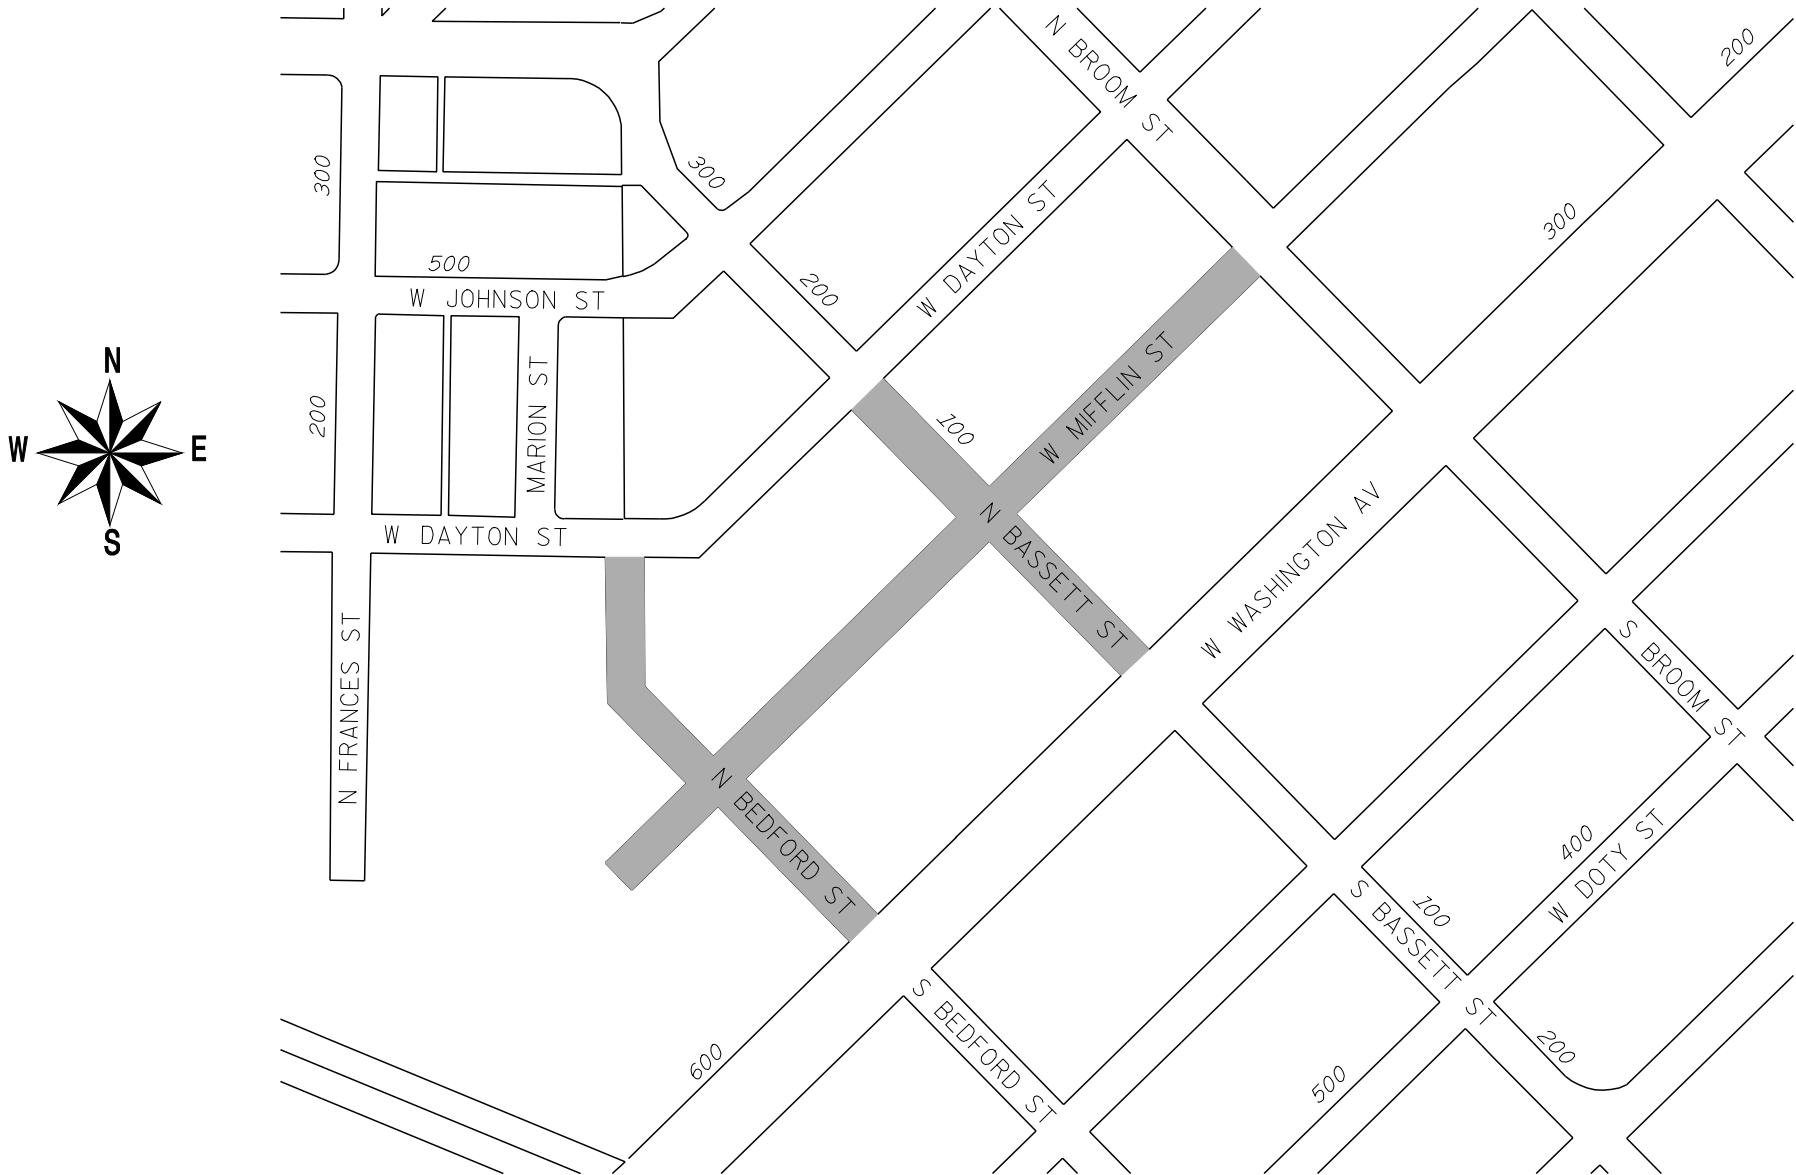 N BROOM ST
200
300
300
W DAYTON ST
300
500
W JOHNSON ST
200
N
W E
S
200
MARION ST
W MIFFLIN ST
100
W DAYTON ST
N BASSETT ST
W WASHINGTON AV
N FRANCES ST
S BROOM ST
N BEDFORD ST
400
W DOTY ST
S BASSETT ST
100
S BEDFORD ST
200
600
500